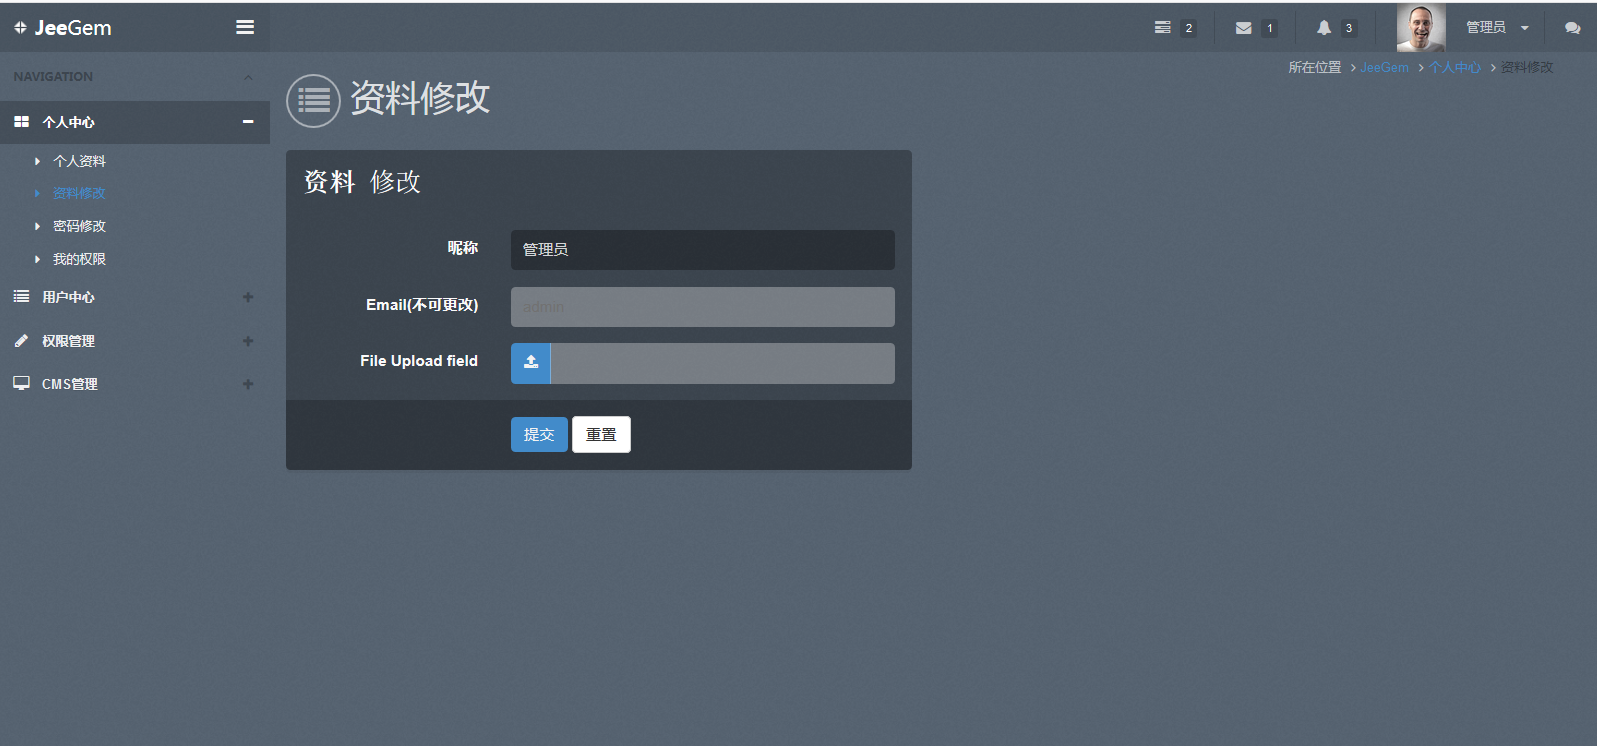 JeeGem
2
1
3
管理员
NAVIGATION
所在位置 JeeGem 个人中心 资料修改
个人中心
个人资料
资料修改
密码修改
我的权限
用户中心
权限管理
CMS管理
资料修改
资料 修改
昵称 管理员
Email(不可更改) admin
File Upload field
提交 重置